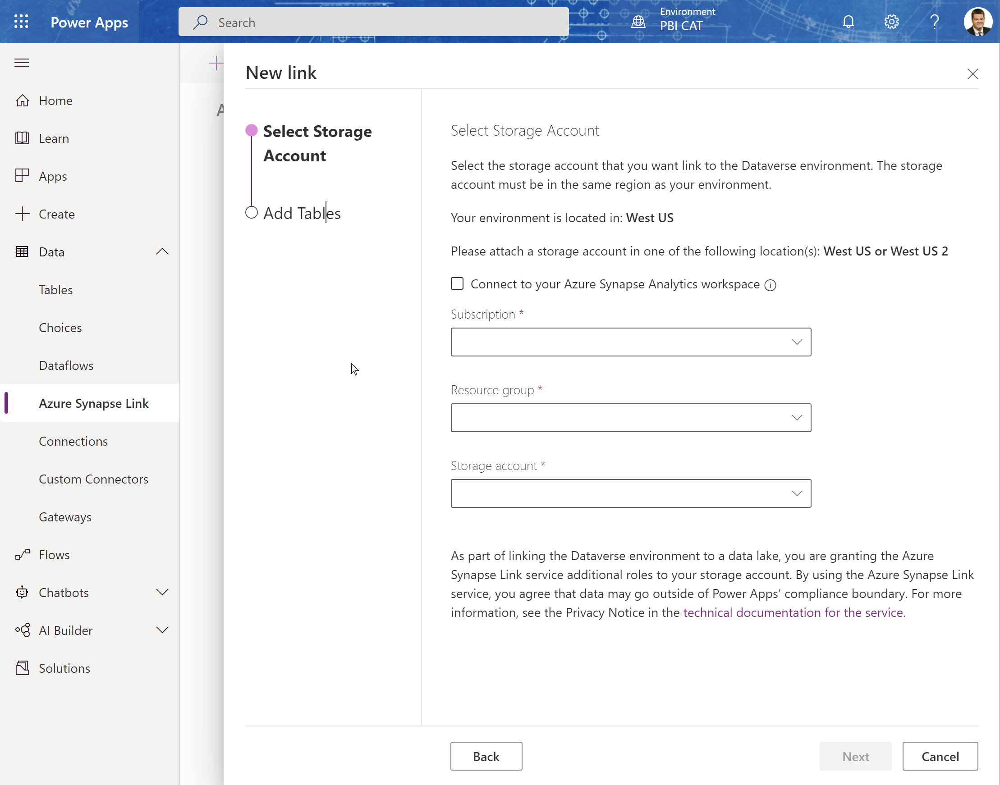 Power Apps
Search
Environment
PBI CAT
Home
Learn
Apps
Create
Data
Tables
Choices
Dataflows
Azure Synapse Link
Connections
Custom Connectors
Gateways
Flows
Chatbots
AI Builder
Solutions
New link
Select Storage
Account
Add Tables
Select Storage Account
Select the storage account that you want link to the Dataverse environment. The storage
account must be in the same region as your environment.
Your environment is located in: West US
Please attach a storage account in one of the following location(s): West US or West US 2
Connect to your Azure Synapse Analytics workspace
Subscription *
Resource group *
Storage account *
As part of linking the Dataverse environment to a data lake, you are granting the Azure
Synapse Link service additional roles to your storage account. By using the Azure Synapse Link
service, you agree that data may go outside of Power Apps’ compliance boundary. For more
information, see the Privacy Notice in the technical documentation for the service.
Back
Next
Cancel